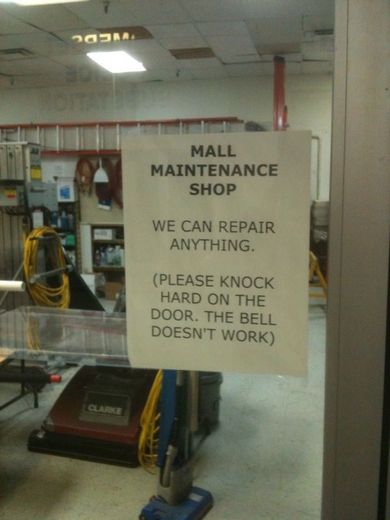 MALL
MAINTENANCE
SHOP
WE CAN REPAIR
ANYTHING.
(PLEASE KNOCK
HARD ON THE
DOOR. THE BELL
DOESN'T WORK)
CLARKE